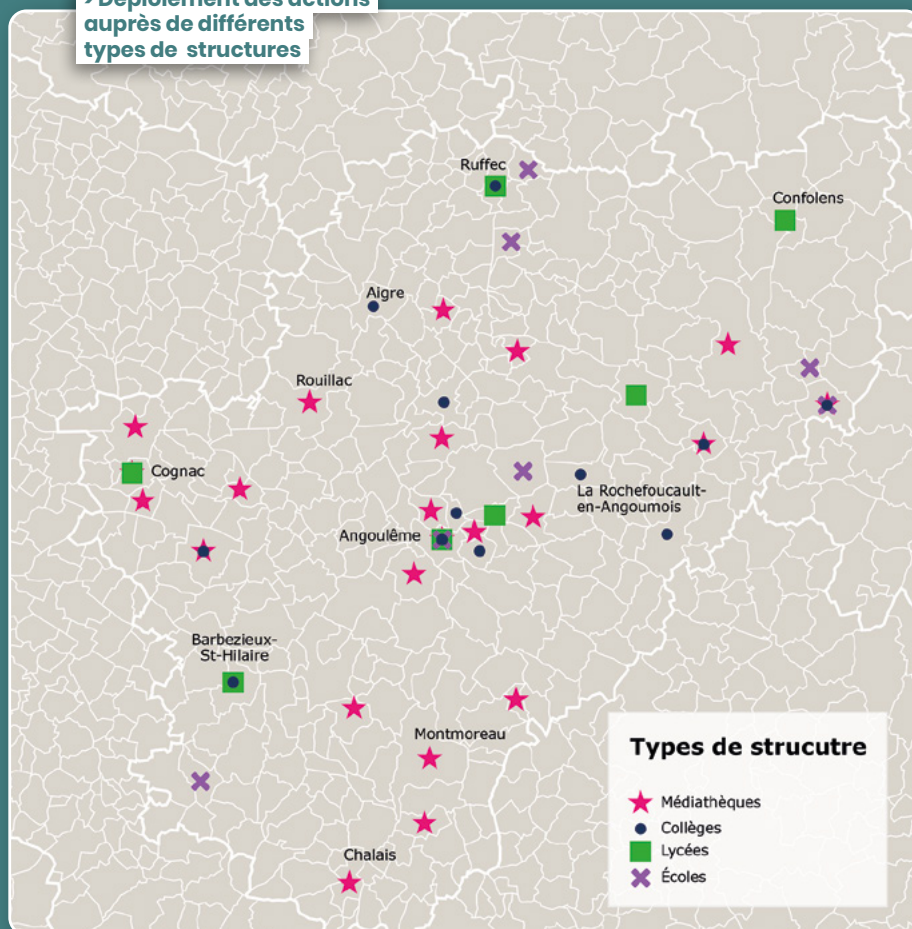 > Déploiement des actions
auprès de différents
types de structures
Ruffec
Confolens
Aigre
Rouillac
Cognac
La Rochefoucault-
en-Angoumois
Angoulême
Barbezieux-
St-Hilaire
Montmoreau
Chalais
Types de strucutre
Médiathèques
Collèges
Lycées
Écoles